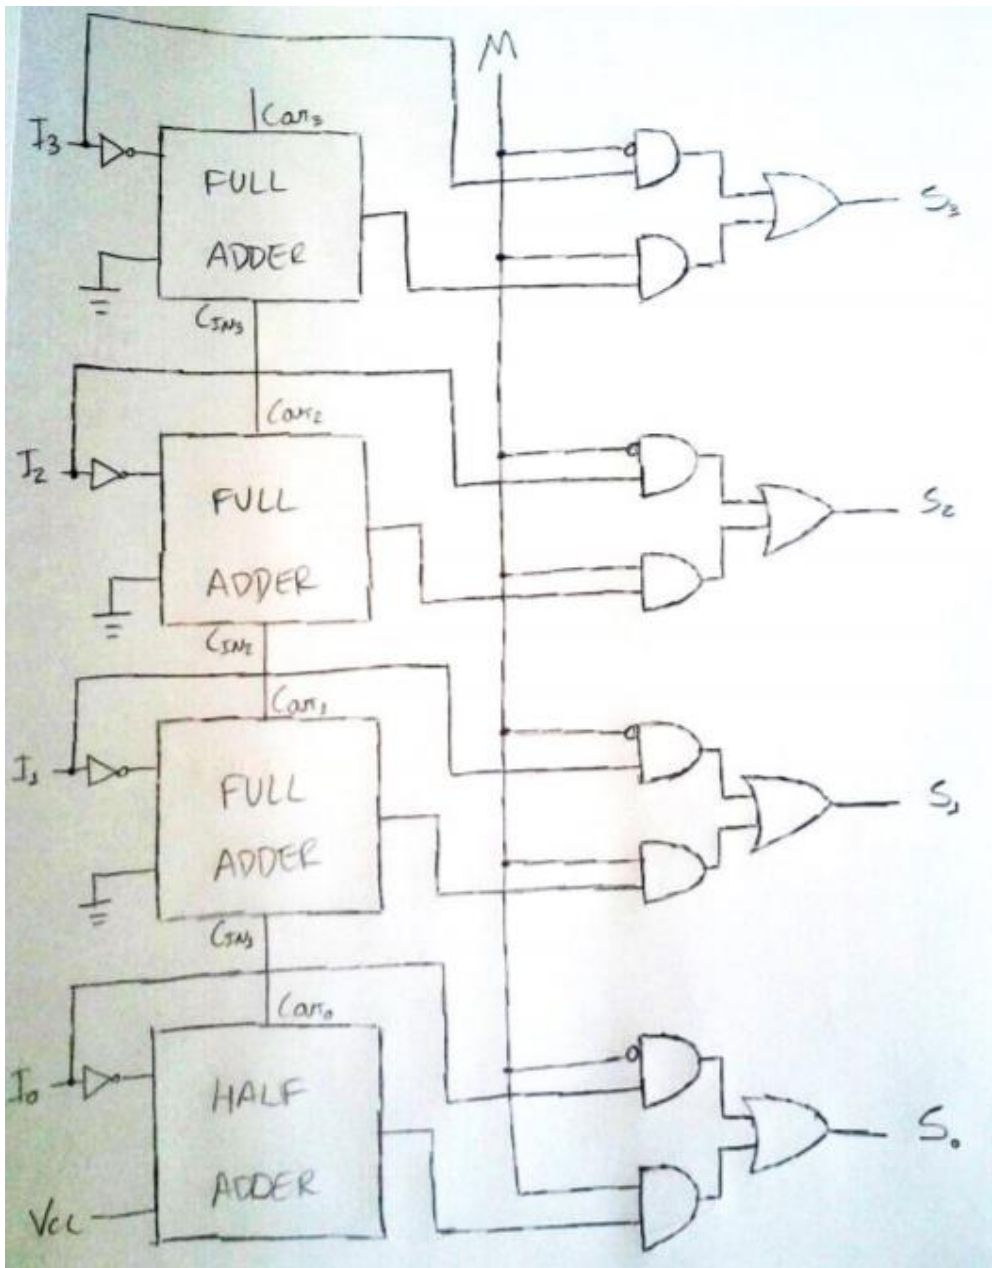 M
Cout3
I3
FULL
ADDER
S3
CIN3
Cout2
I2
FULL
ADDER
S2
CIN2
Cout1
I1
FULL
ADDER
S1
CIN1
Cout0
I0
HALF
ADDER
S0
Vcc